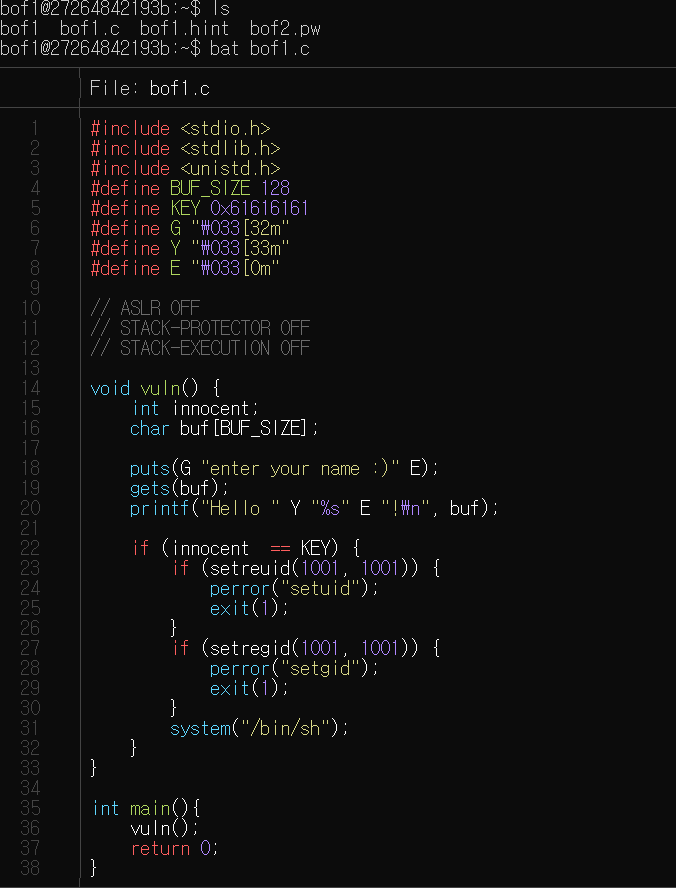 bof1@27264842193b:~$ ls
bof1  bof1.c  bof1.hint  bof2.pw
bof1@27264842193b:~$ bat bof1.c
File: bof1.c
1 #include <stdio.h>
2 #include <stdlib.h>
3 #include <unistd.h>
4 #define BUF_SIZE 128
5 #define KEY 0x61616161
6 #define G "₩033[32m"
7 #define Y "₩033[33m"
8 #define E "₩033[0m"
9
10 // ASLR OFF
11 // STACK-PROTECTOR OFF
12 // STACK-EXECUTION OFF
13
14 void vuln() {
15     int innocent;
16     char buf[BUF_SIZE];
17
18     puts(G "enter your name :)" E);
19     gets(buf);
20     printf("Hello " Y "%s" E "!₩n", buf);
21
22     if (innocent  == KEY) {
23         if (setreuid(1001, 1001)) {
24             perror("setuid");
25             exit(1);
26         }
27         if (setregid(1001, 1001)) {
28             perror("setgid");
29             exit(1);
30         }
31         system("/bin/sh");
32     }
33 }
34
35 int main(){
36     vuln();
37     return 0;
38 }